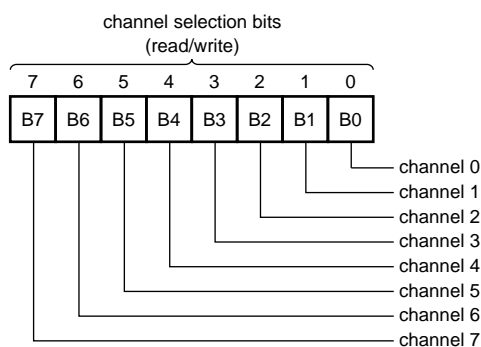 channel selection bits
(read/write)
7 6 5 4 3 2 1 0
B7 B6 B5 B4 B3 B2 B1 B0
channel 0
channel 1
channel 2
channel 3
channel 4
channel 5
channel 6
channel 7